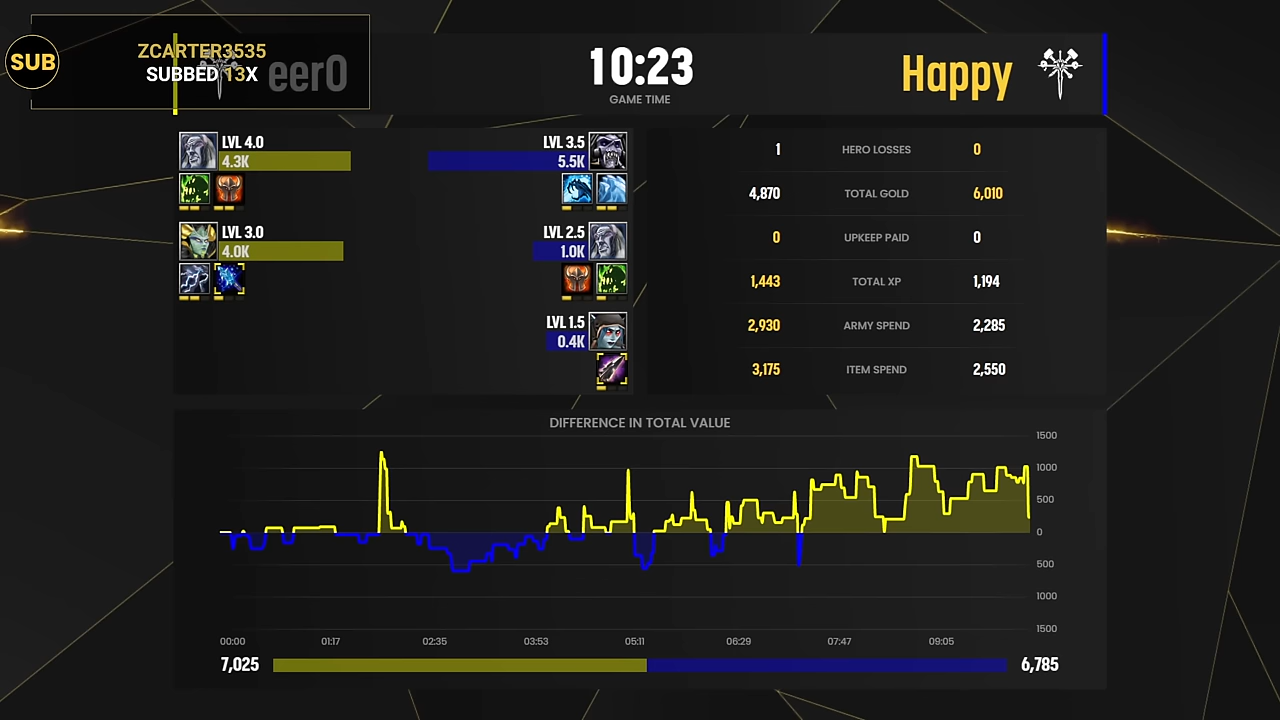 SUB
ZCARTER3535
SUBBED 13X
eer0
10:23
GAME TIME
Happy
LVL 4.0
4.3K
LVL 3.0
4.0K
LVL 3.5
5.5K
LVL 2.5
1.0K
LVL 1.5
0.4K
1 HERO LOSSES 0
4,870 TOTAL GOLD 6,010
0 UPKEEP PAID 0
1,443 TOTAL XP 1,194
2,930 ARMY SPEND 2,285
3,175 ITEM SPEND 2,550
DIFFERENCE IN TOTAL VALUE
1500
1000
500
0
500
1000
1500
00:00 01:17 02:35 03:53 05:11 06:29 07:47 09:05
7,025 6,785